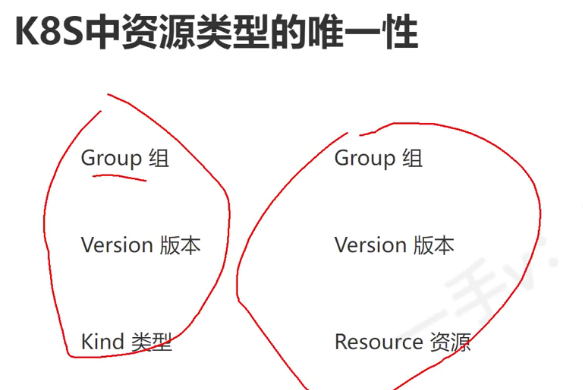 K8S中资源类型的唯一性
Group 组
Version 版本
Kind 类型
Group 组
Version 版本
Resource 资源